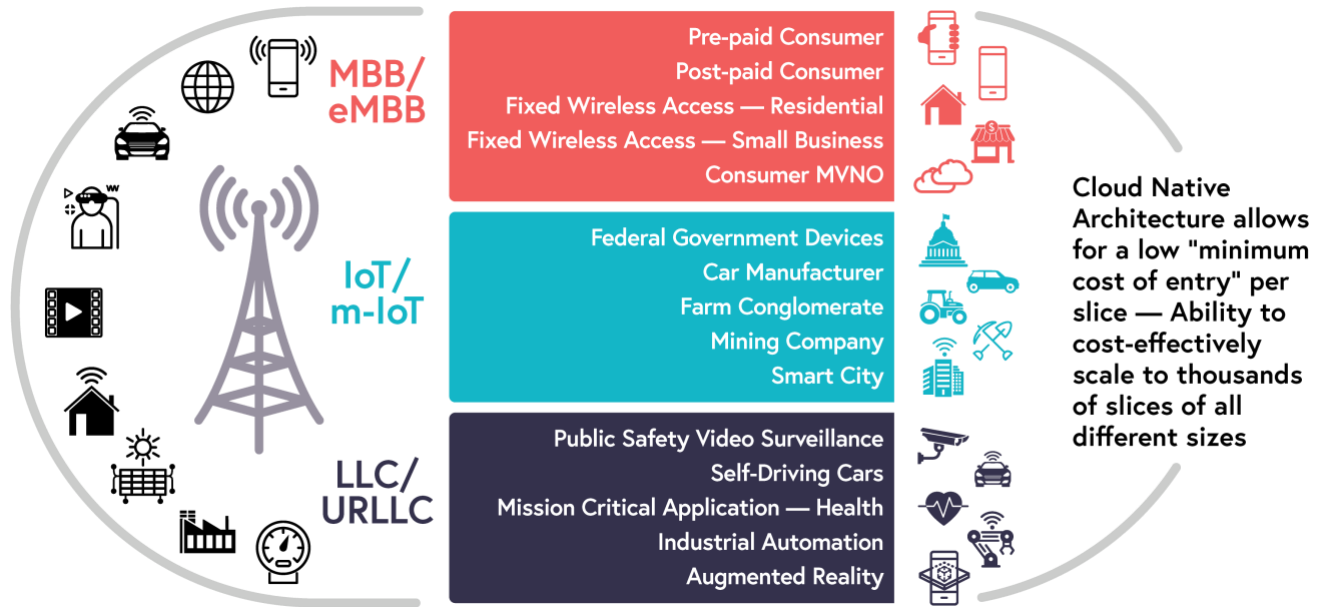 MBB/
eMBB
Pre-paid Consumer
Post-paid Consumer
Fixed Wireless Access — Residential
Fixed Wireless Access — Small Business
Consumer MVNO
IoT/
m-IoT
Federal Government Devices
Car Manufacturer
Farm Conglomerate
Mining Company
Smart City
LLC/
URLLC
Public Safety Video Surveillance
Self-Driving Cars
Mission Critical Application — Health
Industrial Automation
Augmented Reality
Cloud Native
Architecture allows
for a low "minimum
cost of entry" per
slice — Ability to
cost-effectively
scale to thousands
of slices of all
different sizes